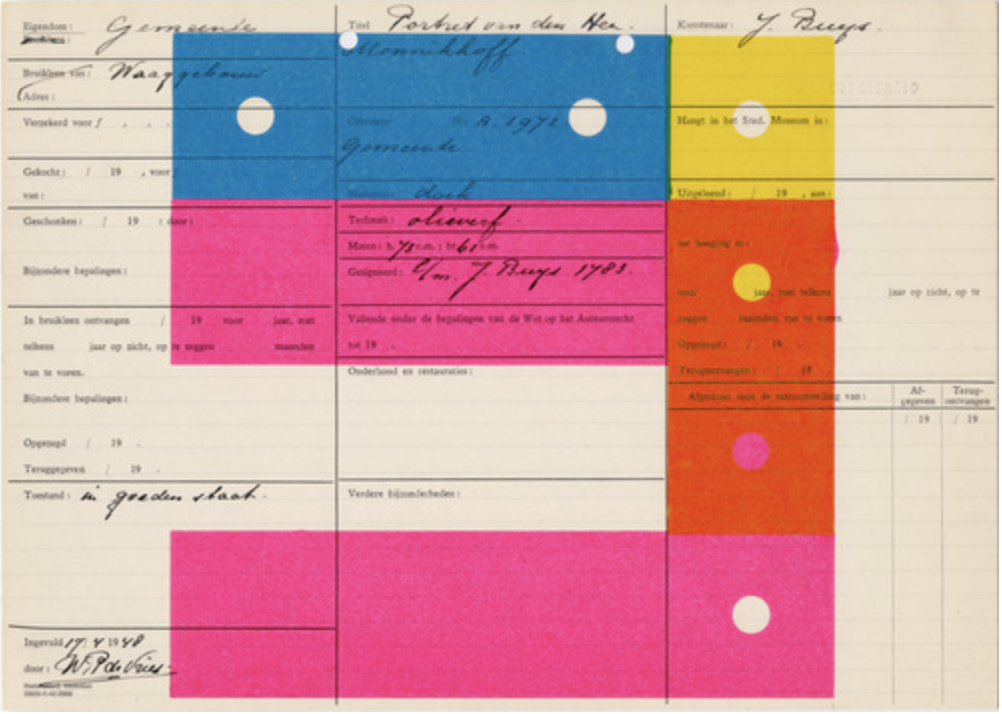 Eigendom: Gemeente
Bruikleen van: Waaggebouw
Adres:
Verzekerd voor f , , .
Gekocht: / 19 , voor
van:
Geschonken: / 19 : door:
Bijzondere bepalingen:
In bruikleen ontvangen / 19 voor jaar, met
telkens jaar op zicht, op te zeggen maanden
van te voren.
Bijzondere bepalingen:
Opgezegd / 19 .
Teruggegeven / 19 .
Toestand: in goeden staat.
Ingevuld 17/4 1948
door: W.P. de Vries
Titel Portret van den Heer
Monnikhoff
Catalogus No. A. 1972
Gemeente
Materiaal: doek
Techniek: olieverf.
Maten: h. 73 c.m.; br. 61 c.m.
Gesigneerd: l/m. J. Buys 1783.
Vallende onder de bepalingen van de Wet op het Auteursrecht
tot 19 .
Onderhoud en restauraties:
Verdere bijzonderheden:
Kunstenaar: J. Buys.
Hangt in het Sted. Museum in:
Uitgeleend: / 19 , aan:
ter hanging in:
voor jaar, met telkens jaar op zicht, op te
zeggen maanden van te voren
Opgezegd: / 19 .
Terugontvangen: / 19 .
Afgegeven voor de tentoonstelling van:
Af-
gegeven
Terug-
ontvangen
/ 19
/ 19